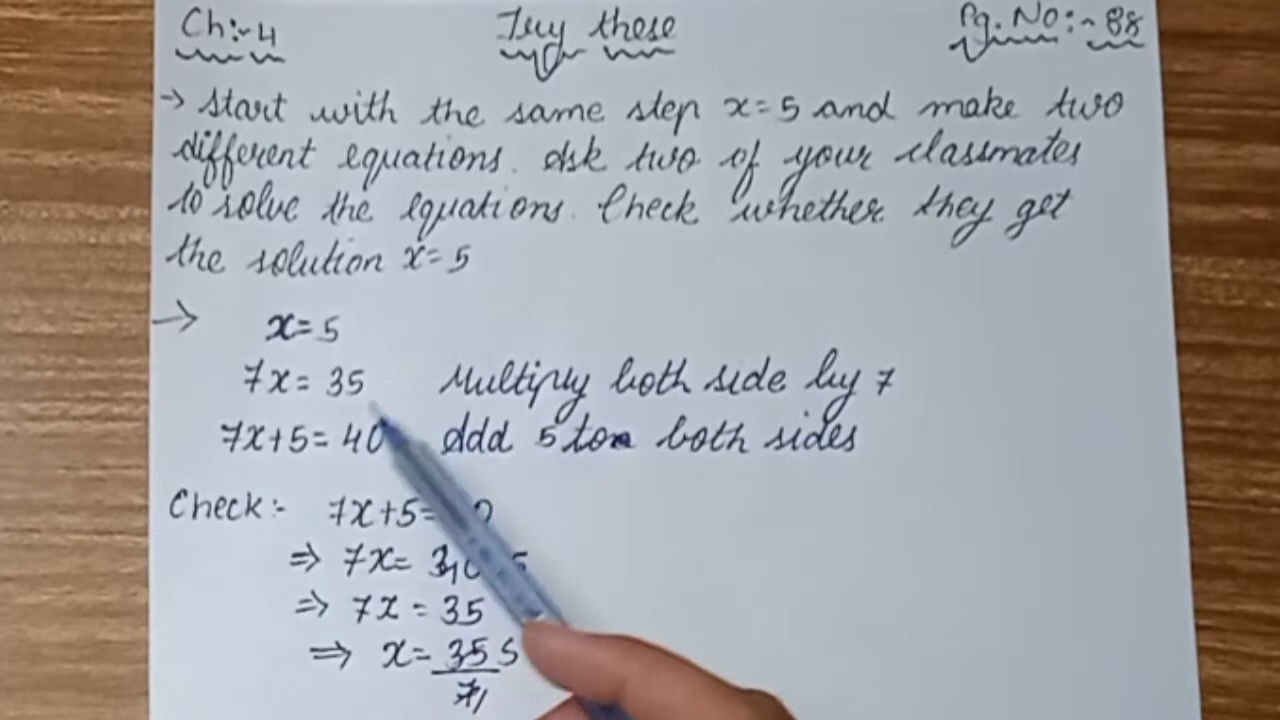 Ch:-4 Try these Pg. No:-88
→ Start with the same step x=5 and make two
different equations. Ask two of your classmates
to solve the equations. Check whether they get
the solution x=5
→ x=5
7x=35 Multiply both side by 7
7x+5=40 Add 5 to both sides
Check:- 7x+5= 0
⇒ 7x=
⇒ 7x=35
⇒ x=35 5
7 1